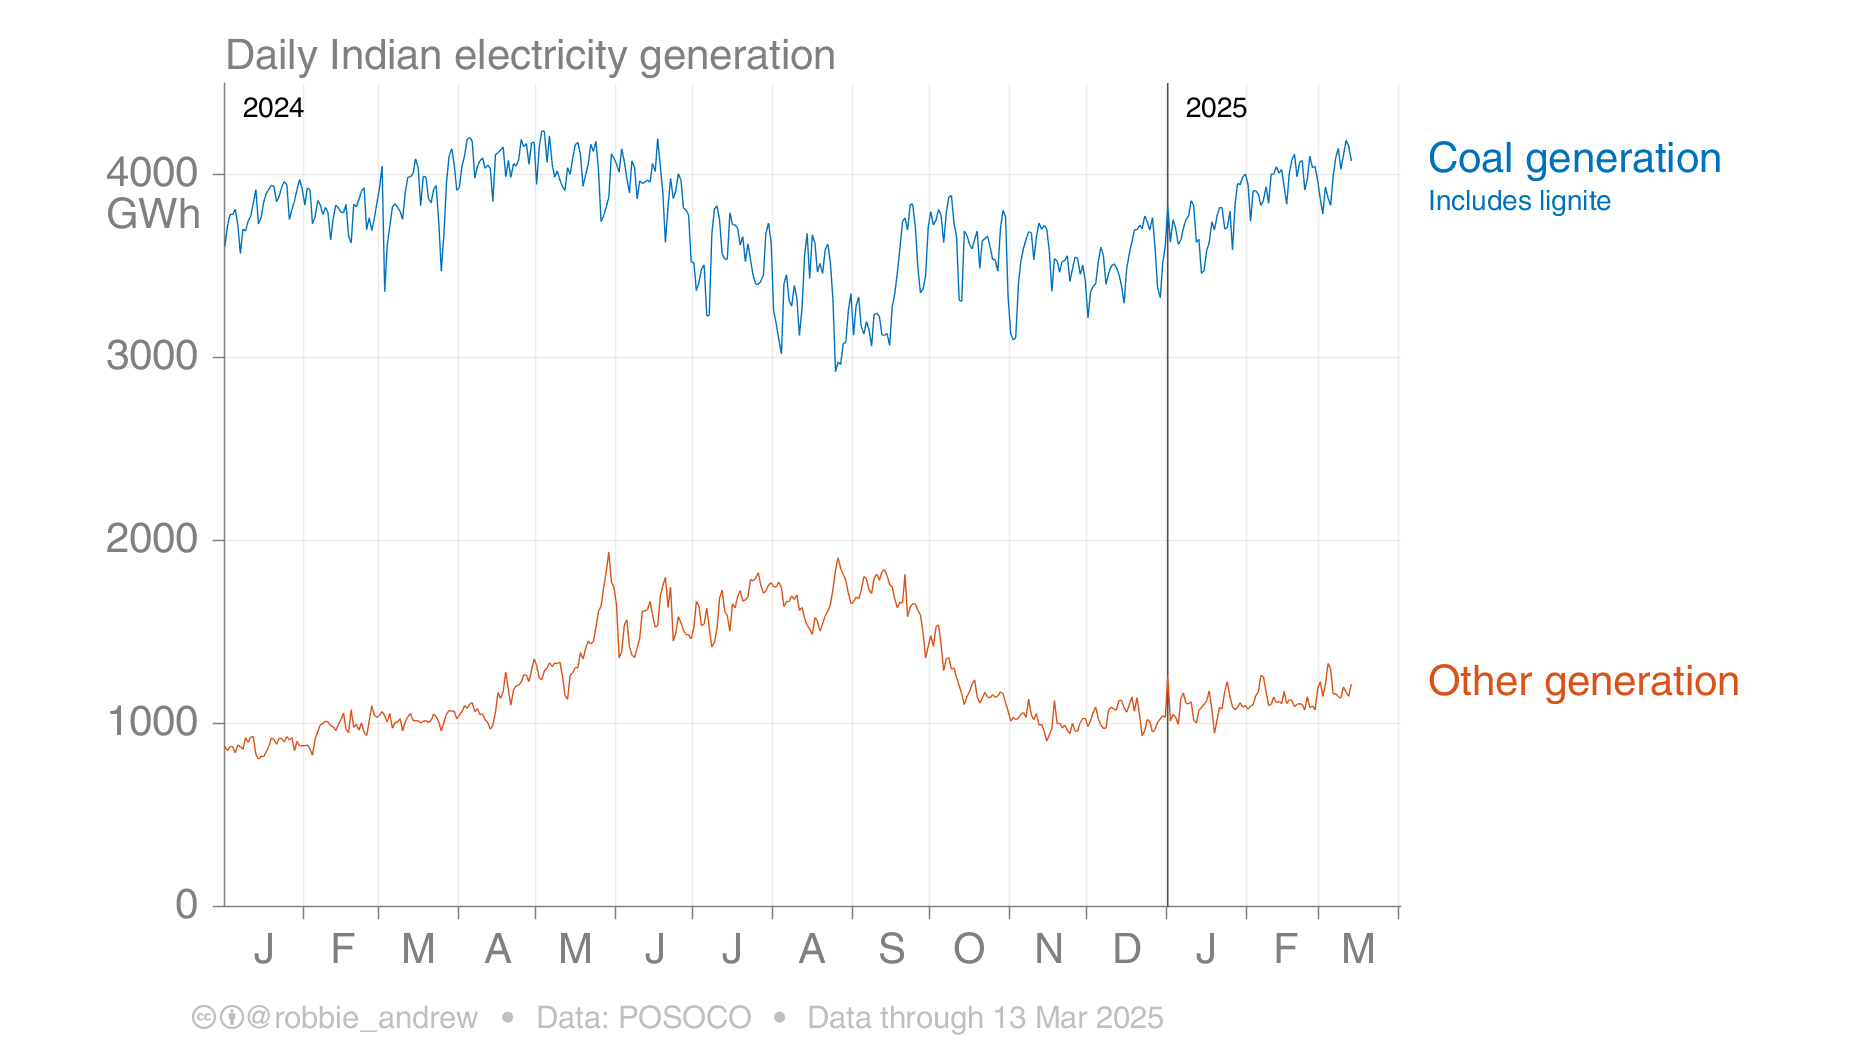 Daily Indian electricity generation
2024
2025
4000
GWh
3000
2000
1000
0
Coal generation
Includes lignite
Other generation
J F M A M J J A S O N D J F M
@robbie_andrew • Data: POSOCO • Data through 13 Mar 2025